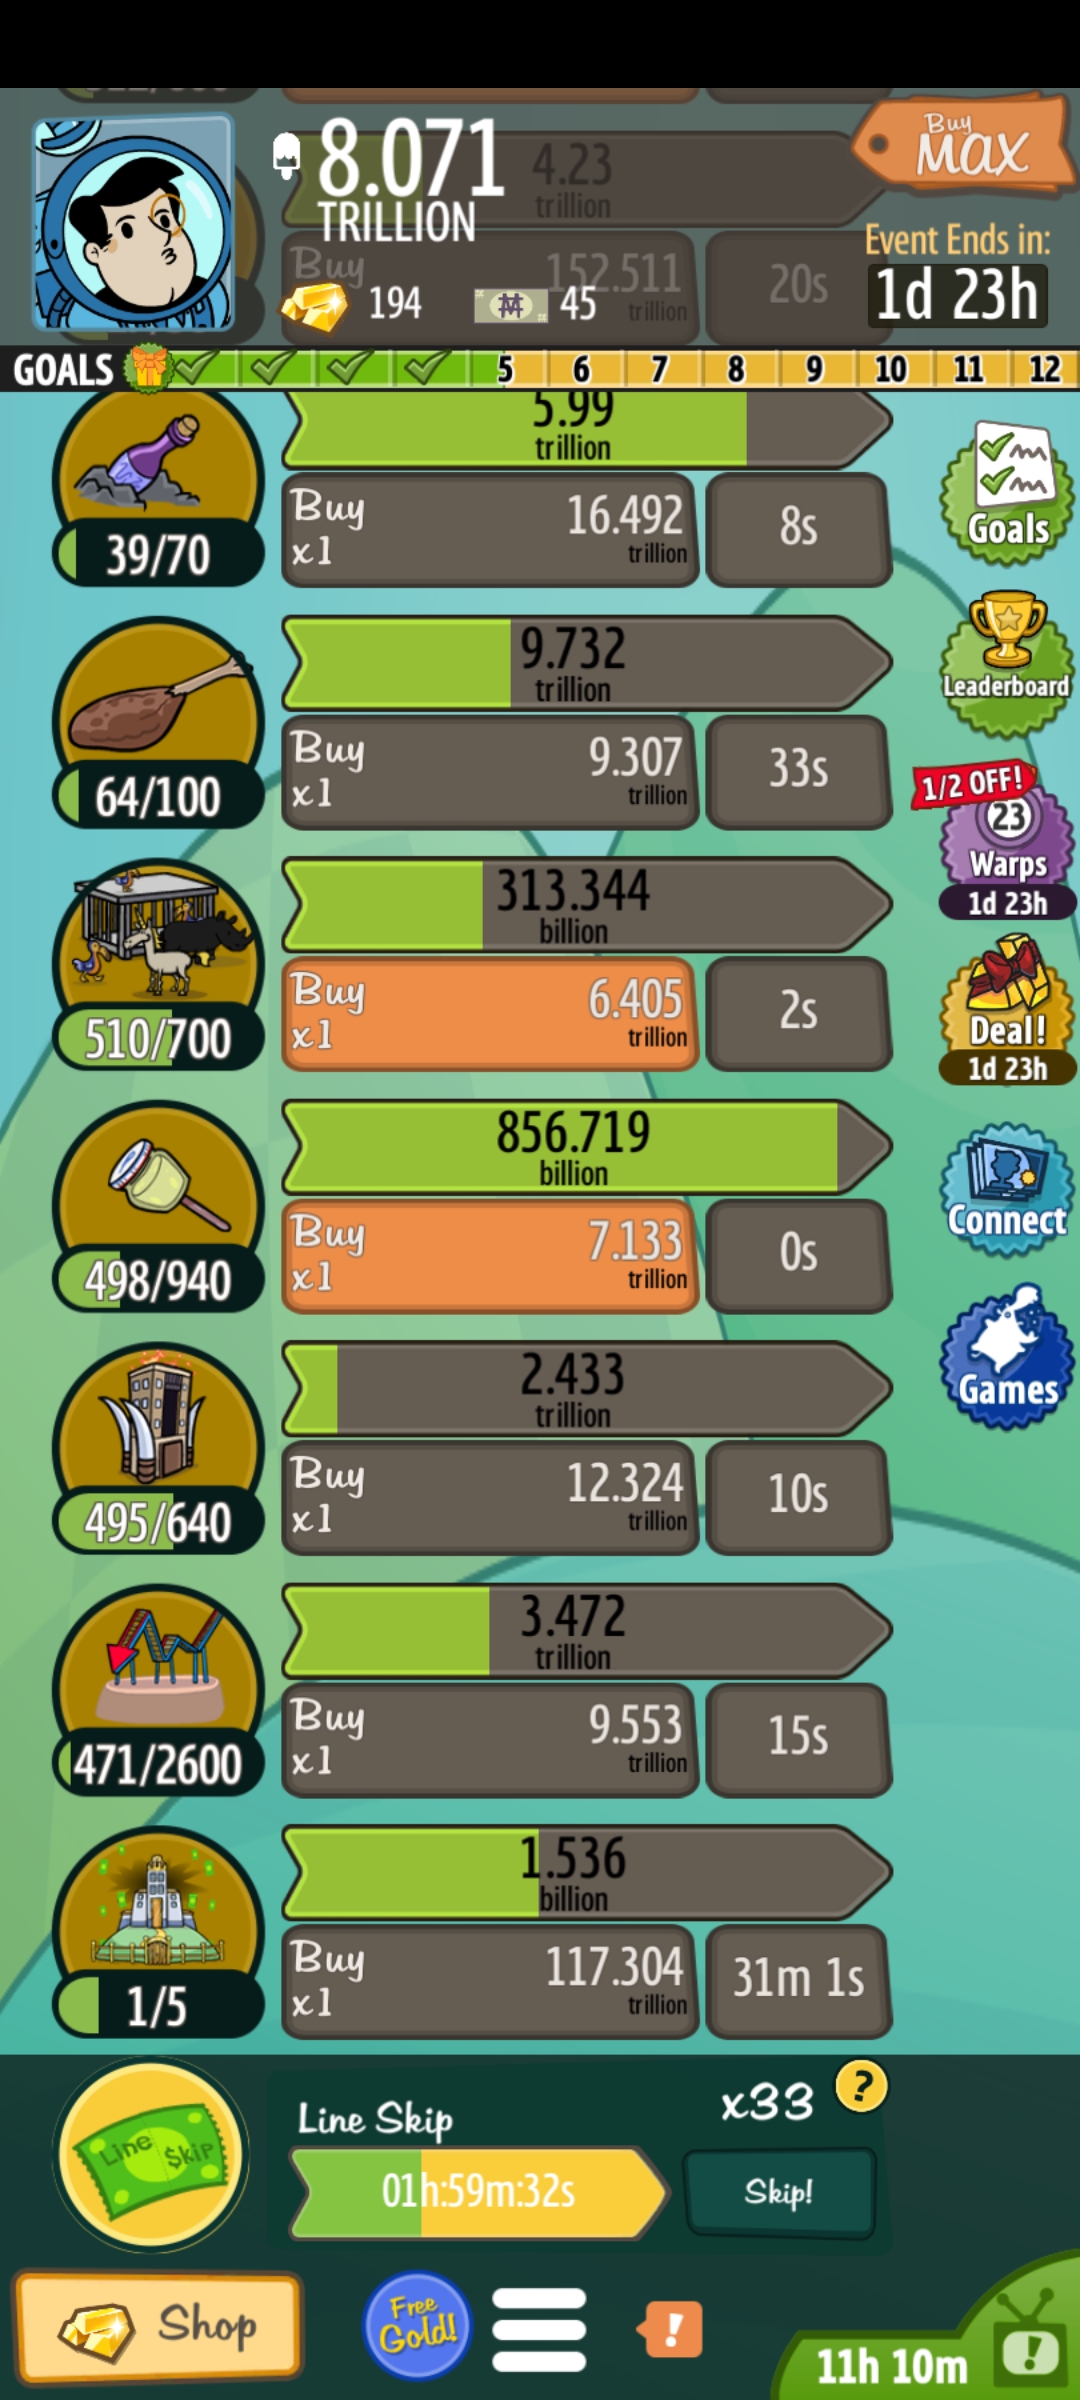 8.071
TRILLION
Buy
MAX
4.23
trillion
Buy
152.511
trillion
20s
194
45
Event Ends in:
1d 23h
GOALS
5 6 7 8 9 10 11 12
5.99
trillion
39/70
Buy
x1
16.492
trillion
8s
Goals
9.732
trillion
64/100
Buy
x1
9.307
trillion
33s
Leaderboard
1/2 OFF!
23
Warps
1d 23h
313.344
billion
510/700
Buy
x1
6.405
trillion
2s
Deal!
1d 23h
856.719
billion
498/940
Buy
x1
7.133
trillion
0s
Connect
2.433
trillion
495/640
Buy
x1
12.324
trillion
10s
Games
3.472
trillion
471/2600
Buy
x1
9.553
trillion
15s
1.536
billion
1/5
Buy
x1
117.304
trillion
31m 1s
Line $kip
Line Skip
x33
?
01h:59m:32s
Skip!
Shop
Free
Gold!
!
11h 10m
!